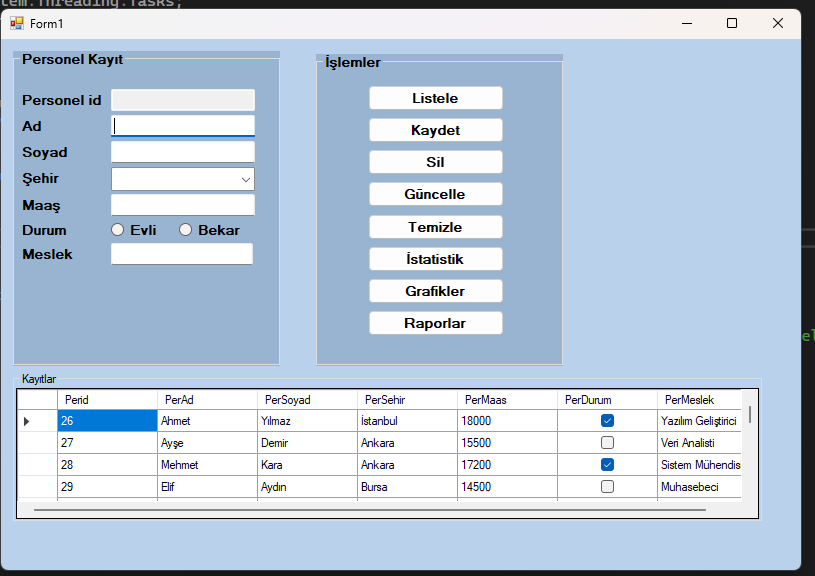 tem.Threading.Tasks;
Form1
Personel Kayıt
Personel id
Ad
Soyad
Şehir
Maaş
Durum Evli Bekar
Meslek
İşlemler
Listele
Kaydet
Sil
Güncelle
Temizle
İstatistik
Grafikler
Raporlar
el
Kayıtlar
Perid PerAd PerSoyad PerSehir PerMaas PerDurum PerMeslek
26 Ahmet Yılmaz İstanbul 18000 Yazılım Geliştirici
27 Ayşe Demir Ankara 15500 Veri Analisti
28 Mehmet Kara Ankara 17200 Sistem Mühendis
29 Elif Aydın Bursa 14500 Muhasebeci